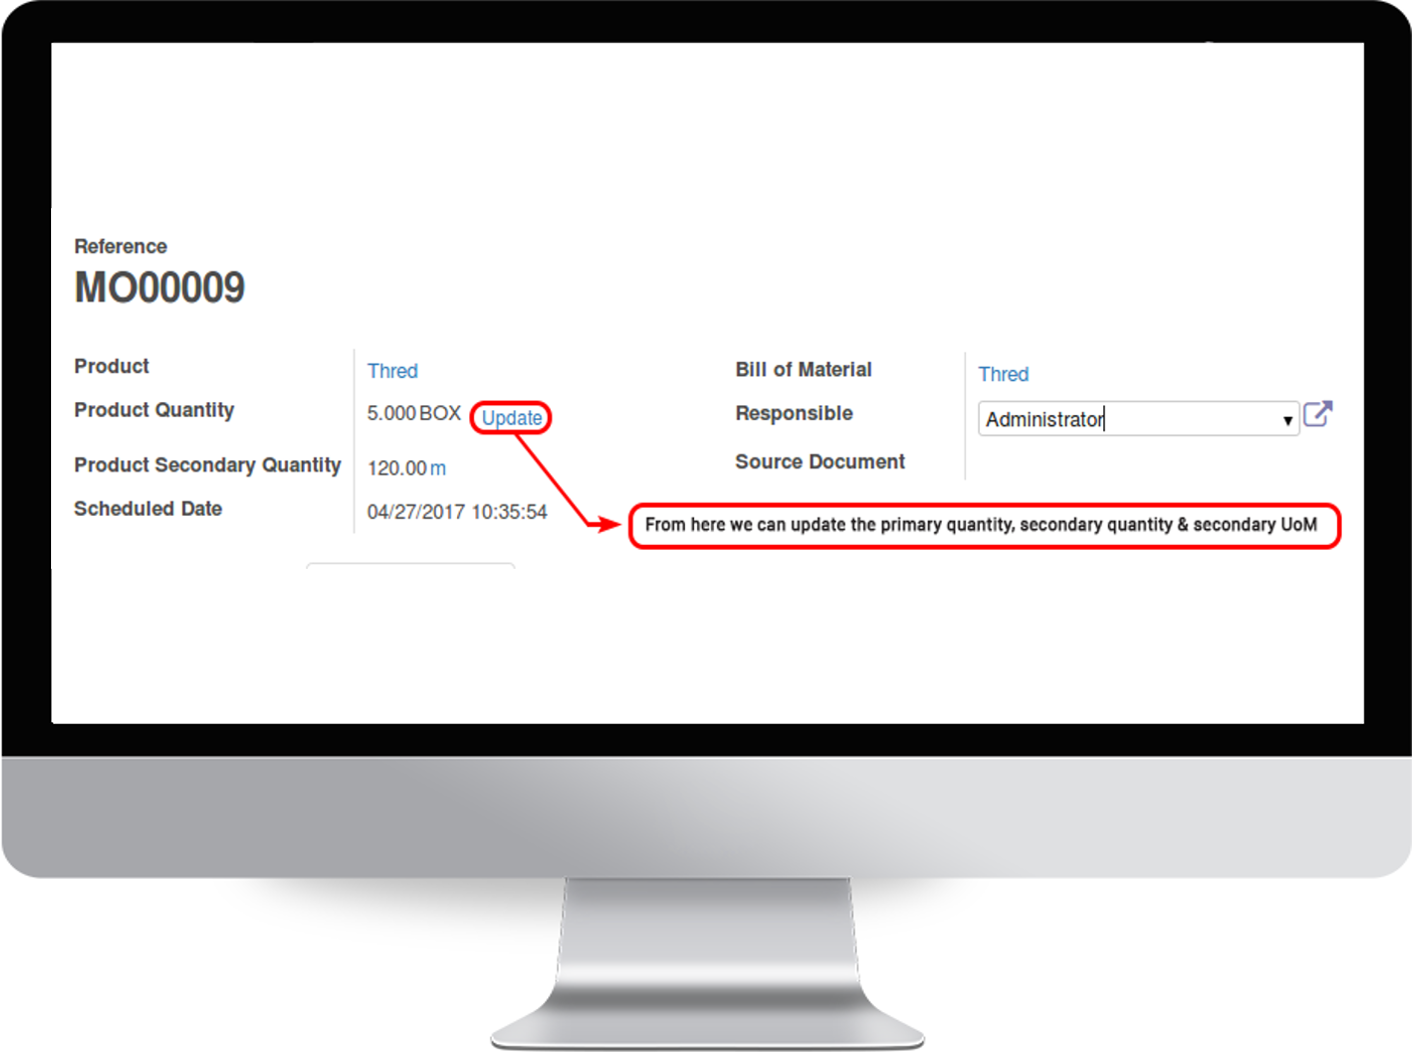 Reference
MO00009
Product
Thred
Product Quantity
5.000 BOX
Update
Product Secondary Quantity
120.00 m
Scheduled Date
04/27/2017 10:35:54
Bill of Material
Thred
Responsible
Administrator
Source Document
From here we can update the primary quantity, secondary quantity & secondary UoM